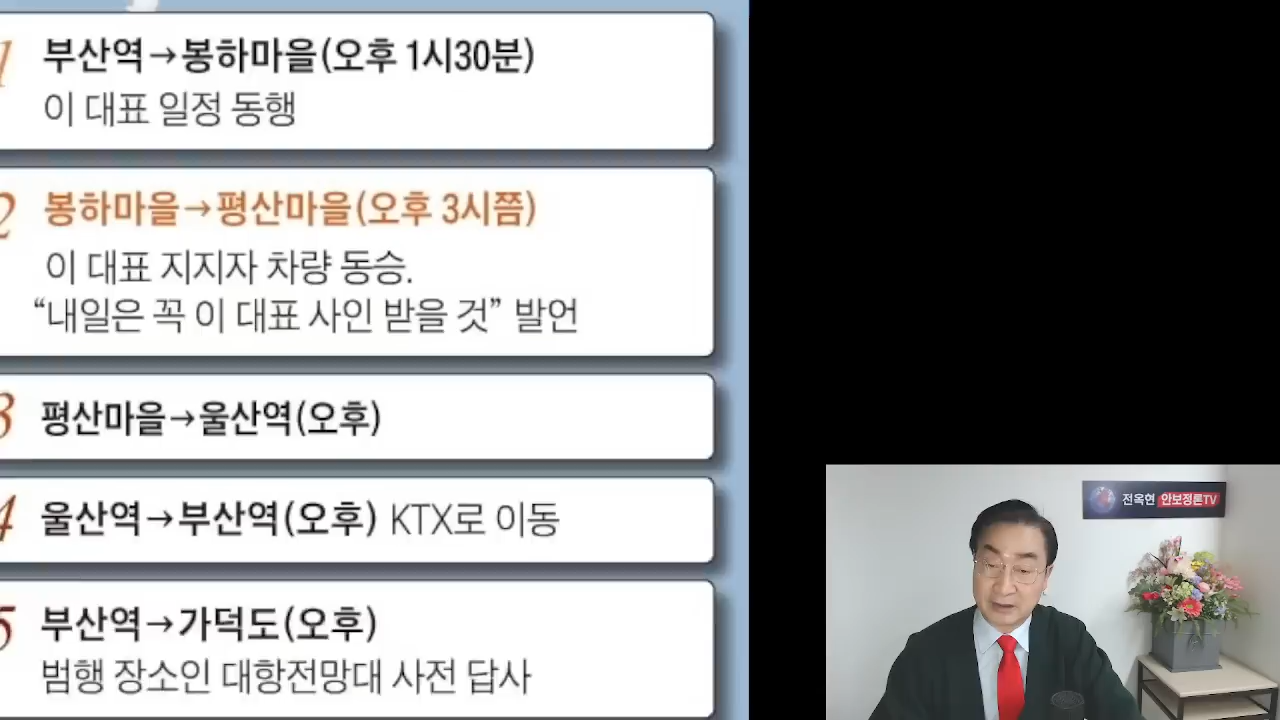 1
부산역→봉하마을(오후 1시30분)
이 대표 일정 동행
2
봉하마을→평산마을(오후 3시쯤)
이 대표 지지자 차량 동승.
“내일은 꼭 이 대표 사인 받을 것” 발언
3
평산마을→울산역(오후)
4
울산역→부산역(오후) KTX로 이동
5
부산역→가덕도(오후)
범행 장소인 대항전망대 사전 답사
전옥현 안보정론TV